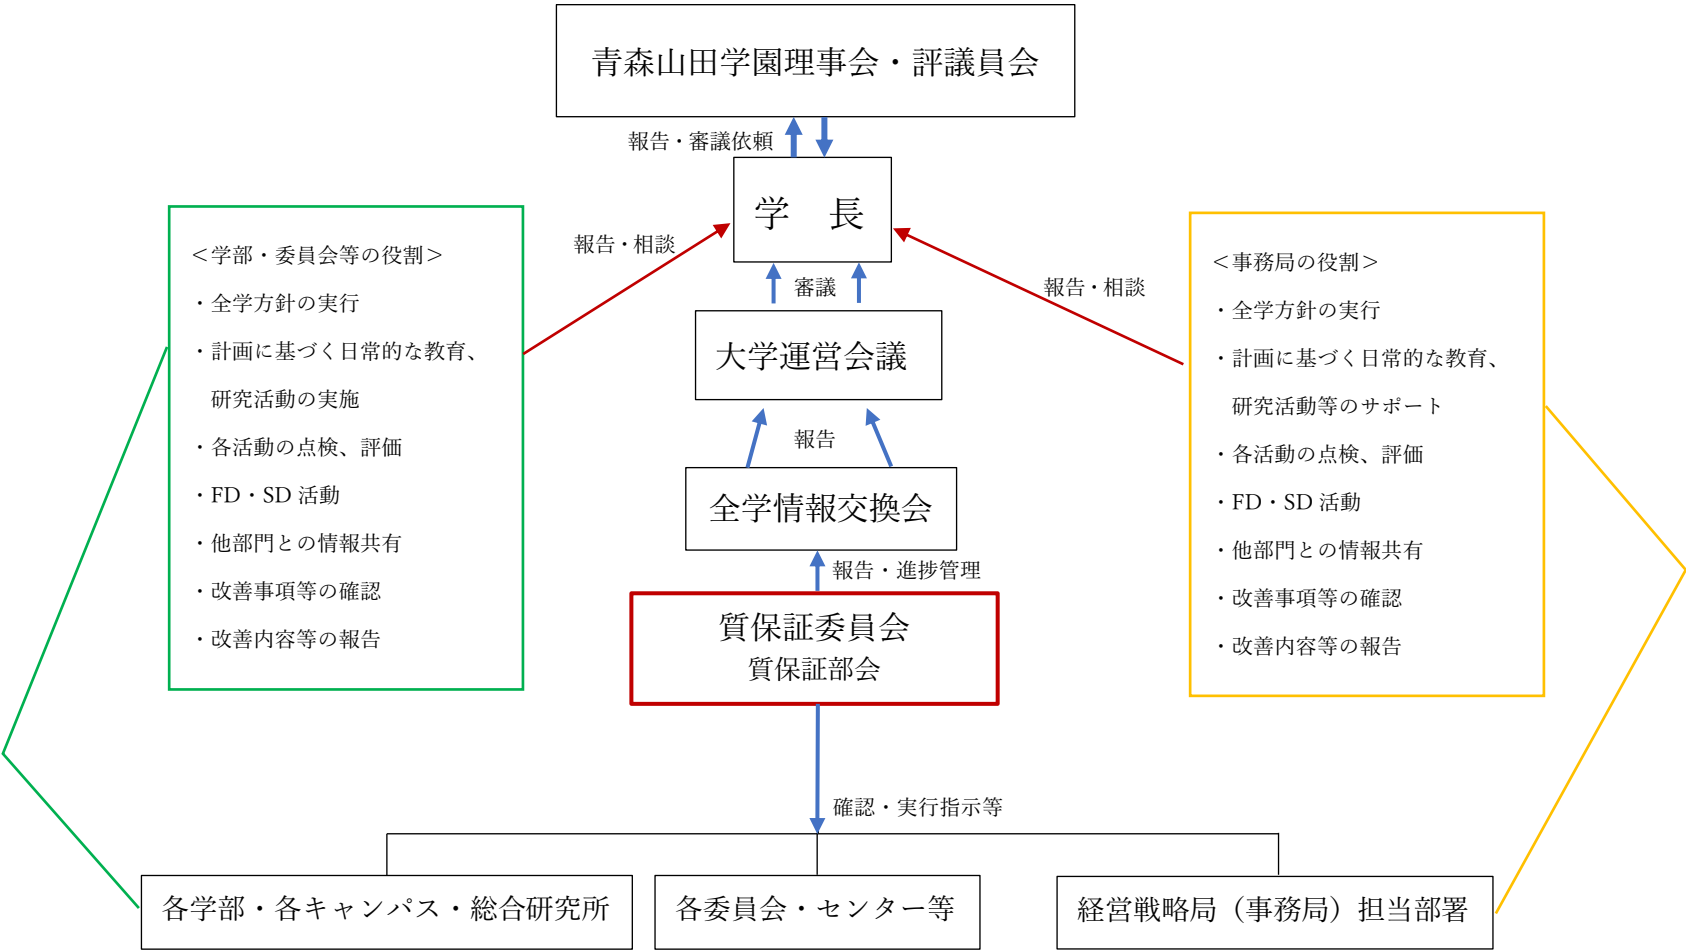 青森山田学園理事会・評議員会
報告・審議依頼
学　長
報告・相談
報告・相談
審議
大学運営会議
報告
全学情報交換会
報告・進捗管理
質保証委員会
質保証部会
確認・実行指示等
＜学部・委員会等の役割＞
・全学方針の実行
・計画に基づく日常的な教育、
研究活動の実施
・各活動の点検、評価
・FD・SD 活動
・他部門との情報共有
・改善事項等の確認
・改善内容等の報告
＜事務局の役割＞
・全学方針の実行
・計画に基づく日常的な教育、
研究活動等のサポート
・各活動の点検、評価
・FD・SD 活動
・他部門との情報共有
・改善事項等の確認
・改善内容等の報告
各学部・各キャンパス・総合研究所
各委員会・センター等
経営戦略局（事務局）担当部署